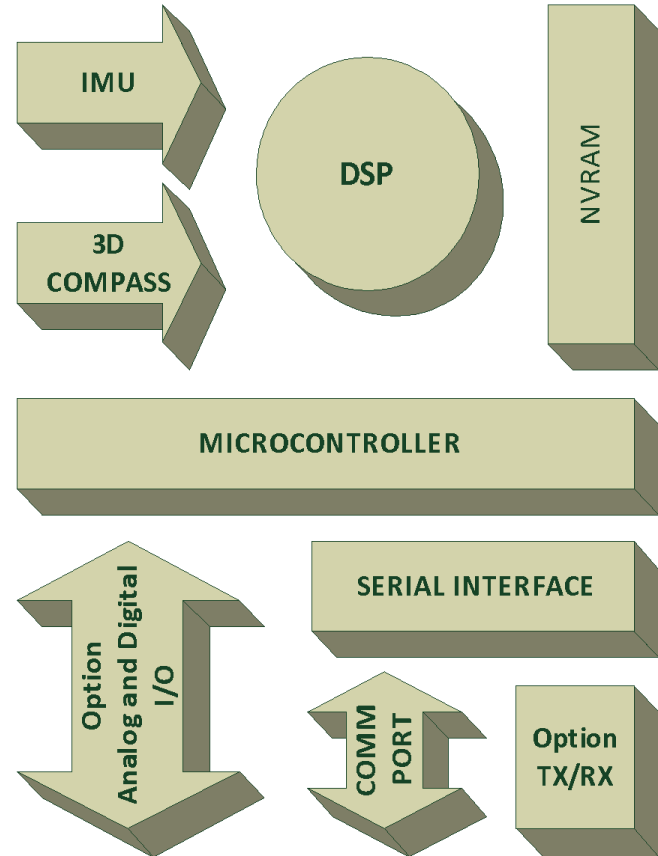 IMU
DSP
NVRAM
3D
COMPASS
MICROCONTROLLER
Option
Analog and Digital
I/O
SERIAL INTERFACE
COMM
PORT
Option
TX/RX